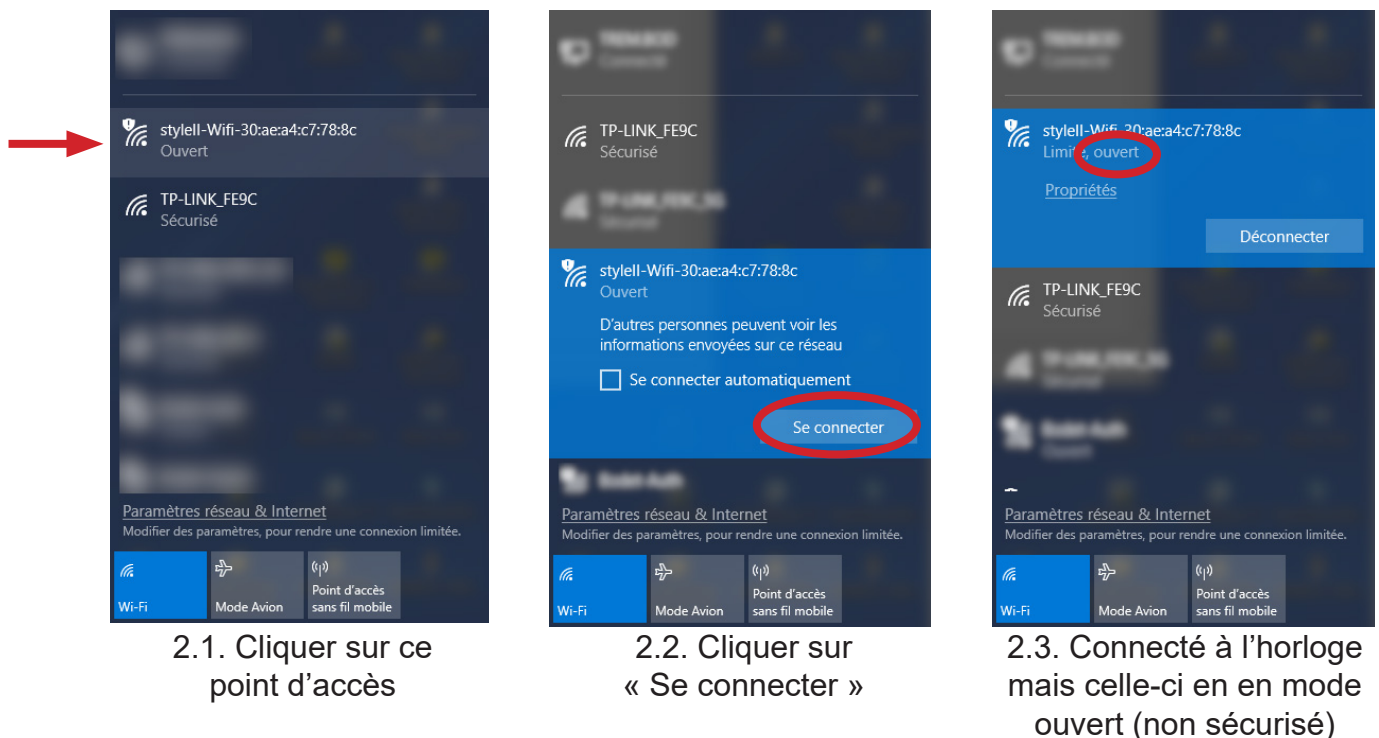 stylell-Wifi-30:ae:a4:c7:78:8c
Ouvert
TP-LINK_FE9C
Sécurisé
Paramètres réseau & Internet
Modifier des paramètres, pour rendre une connexion limitée.
Wi-Fi
Mode Avion
Point d'accès
sans fil mobile
2.1. Cliquer sur ce
point d’accès
TP-LINK_FE9C
Sécurisé
stylell-Wifi-30:ae:a4:c7:78:8c
Ouvert
D'autres personnes peuvent voir les
informations envoyées sur ce réseau
Se connecter automatiquement
Se connecter
Paramètres réseau & Internet
Modifier des paramètres, pour rendre une connexion limitée.
Wi-Fi
Mode Avion
Point d'accès
sans fil mobile
2.2. Cliquer sur
« Se connecter »
stylell-Wifi-30:ae:a4:c7:78:8c
Limité, ouvert
Propriétés
Déconnecter
TP-LINK_FE9C
Sécurisé
Paramètres réseau & Internet
Modifier des paramètres, pour rendre une connexion limitée.
Wi-Fi
Mode Avion
Point d'accès
sans fil mobile
2.3. Connecté à l’horloge
mais celle-ci en en mode
ouvert (non sécurisé)